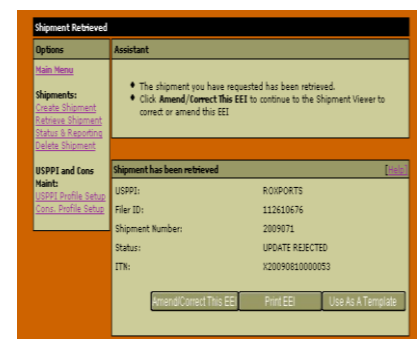 Shipment Retrieved
Options
Main Menu
Shipments:
Create Shipment
Retrieve Shipment
Status & Reporting
Delete Shipment
USPPI and Cons
Maint:
USPPI Profile Setup
Cons. Profile Setup
Assistant
The shipment you have requested has been retrieved.
Click Amend/Correct This EEI to continue to the Shipment Viewer to
correct or amend this EEI
Shipment has been retrieved [Help]
USPPI: ROXPORTS
Filer ID: 112610676
Shipment Number: 2009071
Status: UPDATE REJECTED
ITN: X20090810000053
Amend/Correct This EEI Print EEI Use As A Template